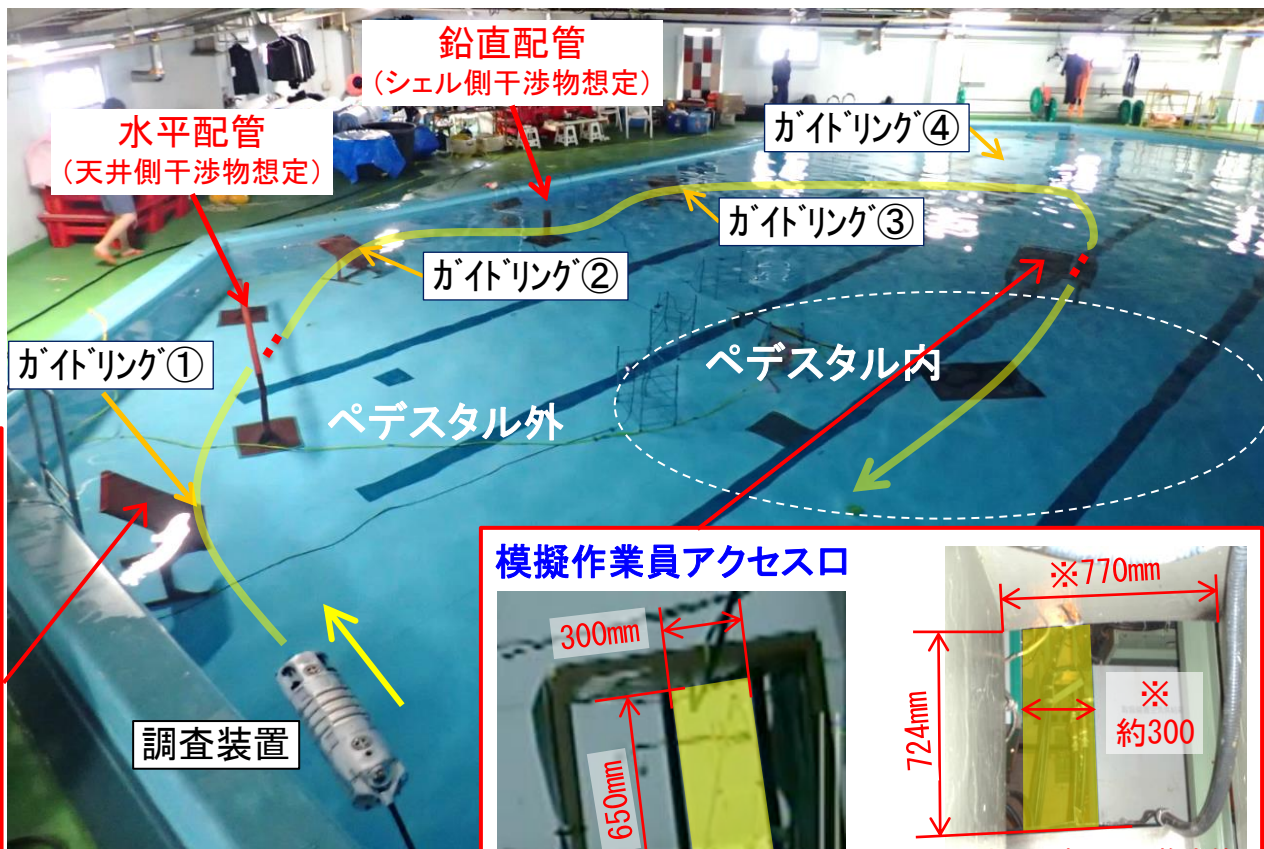 鉛直配管
（シェル側干渉物想定）
水平配管
（天井側干渉物想定）
ガイドリング④
ガイドリング③
ガイドリング②
ガイドリング①
ペデスタル内
ペデスタル外
調査装置
模擬作業員アクセス口
300mm
650mm
※770mm
724mm
※
約300